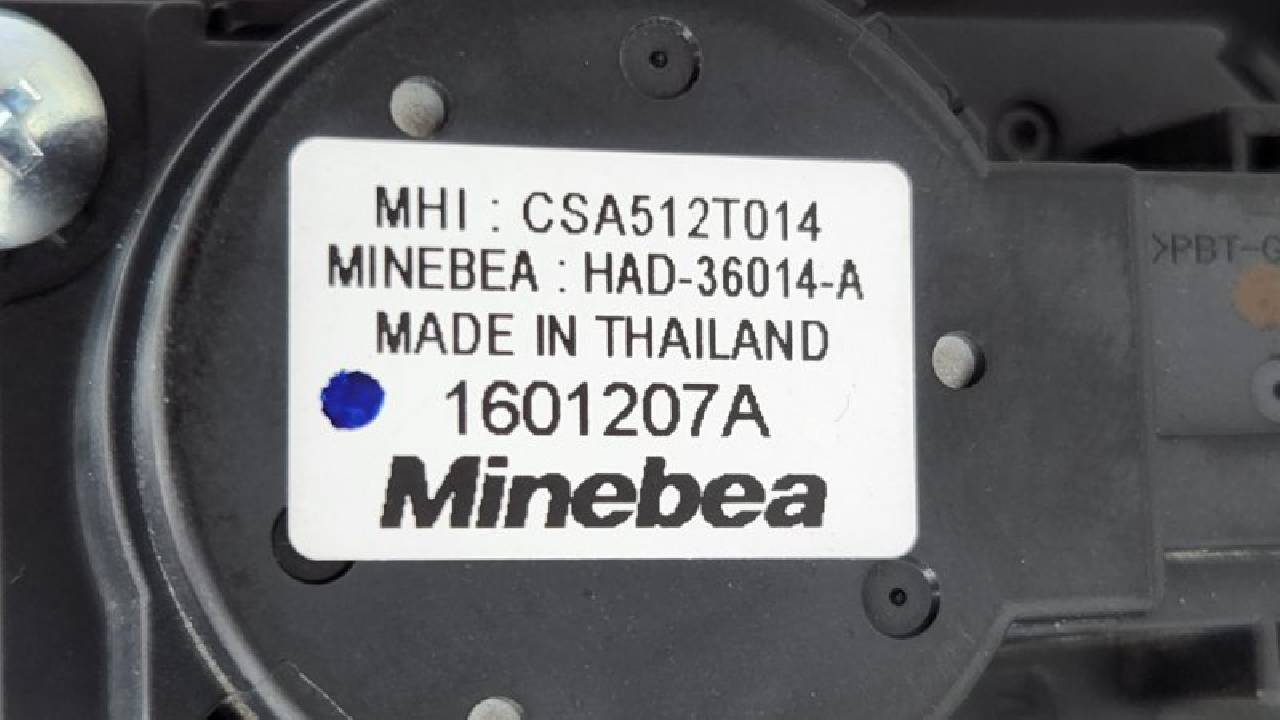 MHI : CSA512T014
MINEBEA : HAD-36014-A
MADE IN THAILAND
1601207A
Minebea
>PBT-G